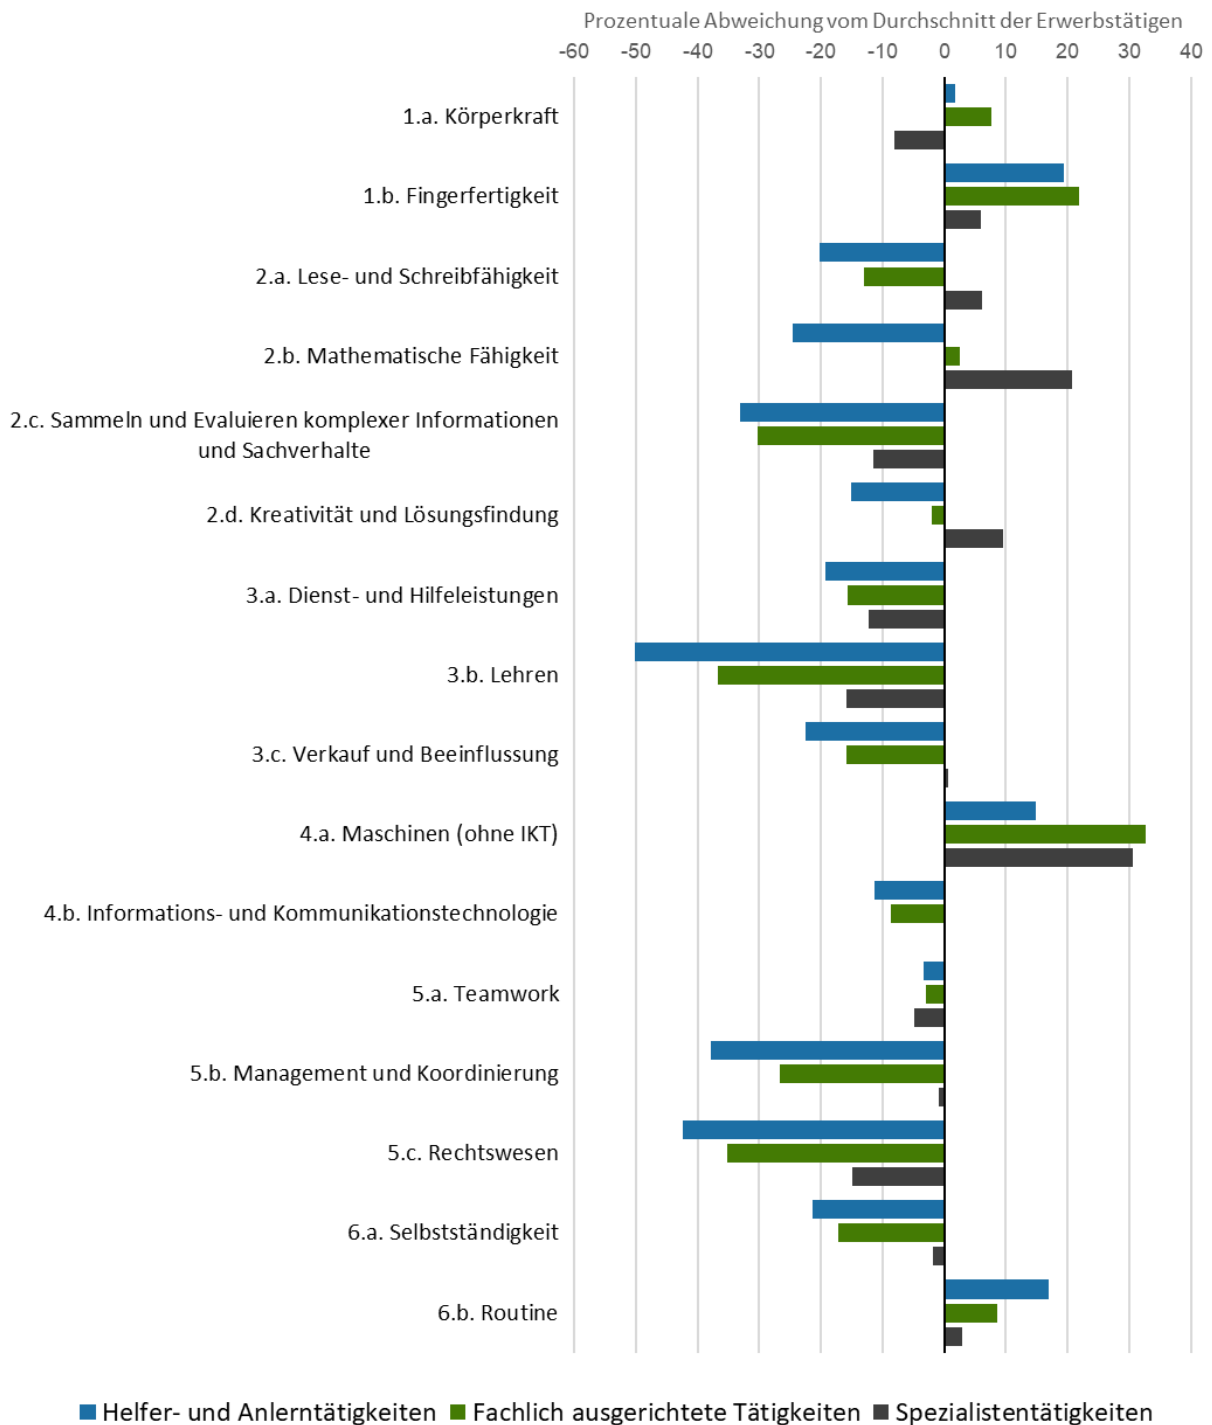 Prozentuale Abweichung vom Durchschnitt der Erwerbstätigen
-60 -50 -40 -30 -20 -10 0 10 20 30 40
1.a. Körperkraft
1.b. Fingerfertigkeit
2.a. Lese- und Schreibfähigkeit
2.b. Mathematische Fähigkeit
2.c. Sammeln und Evaluieren komplexer Informationen
und Sachverhalte
2.d. Kreativität und Lösungsfindung
3.a. Dienst- und Hilfeleistungen
3.b. Lehren
3.c. Verkauf und Beeinflussung
4.a. Maschinen (ohne IKT)
4.b. Informations- und Kommunikationstechnologie
5.a. Teamwork
5.b. Management und Koordinierung
5.c. Rechtswesen
6.a. Selbstständigkeit
6.b. Routine
Helfer- und Anlerntätigkeiten Fachlich ausgerichtete Tätigkeiten Spezialistentätigkeiten